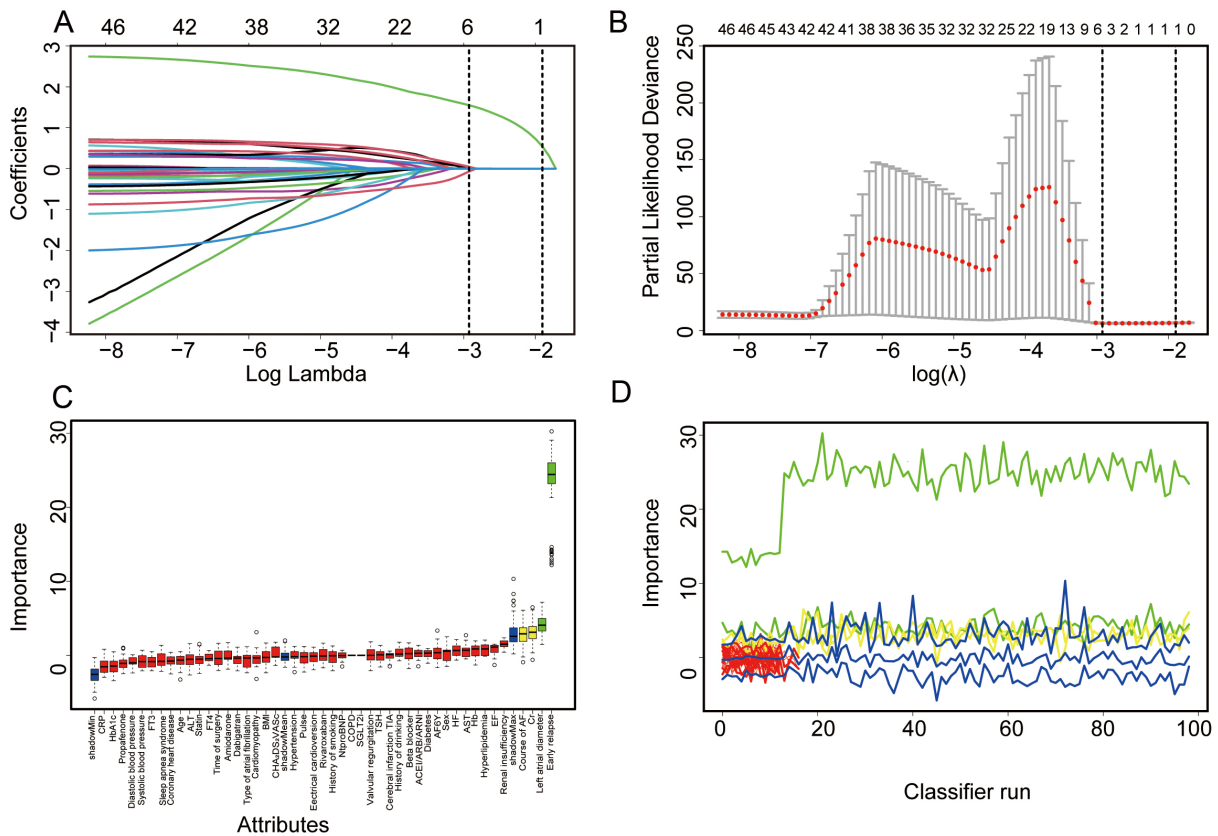 A
46 42 38 32 22 6 1
3
2
1
0
−1
−2
−3
−4
Coefficients
−8 −7 −6 −5 −4 −3 −2
Log Lambda
B
46 46 45 43 42 42 41 38 38 36 35 32 32 32 25 22 19 13 9 6 3 2 1 1 1 1 0
250
200
150
100
50
0
Partial Likelihood Deviance
−8 −7 −6 −5 −4 −3 −2
log(λ)
C
30
20
10
0
Importance
shadowMin
CRP
HbA1c
Propafenone
Diastolic blood pressure
Systolic blood pressure
FT3
Sleep apnea syndrome
Coronary heart disease
Age
ALT
Statin
FT4
Time of surgery
Amiodarone
Dabigatran
Type of atrial fibrillation
Cardiomyopathy
BMI
CHA₂DS₂VASc
shadowMean
Hypertension
Pulse
Eectrical cardioversion
Rivaroxaban
History of smoking
NtproBNP
COPD
SGLT2i
Valvular regurgitation
TSH
Cerebral infarction TIA
History of drinking
Beta blocker
ACEI/ARB/ARNI
Diabetes
AF6Y
Sex
HF
AST
Hb
Hyperlipidemia
EF
Renal insufficiency
shadowMax
Course of AF
Cr
Left atrial diameter
Early relapse
Attributes
D
30
20
10
0
Importance
0 20 40 60 80 100
Classifier run